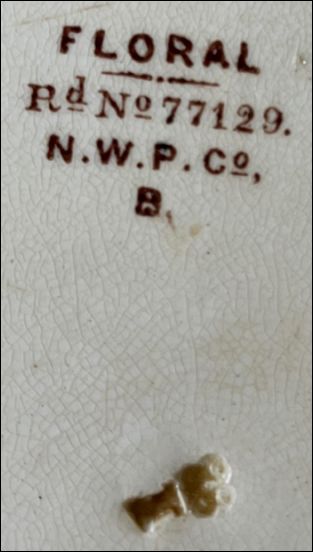 FLORAL
Rd No 77129.
N.W.P.Co,
B.